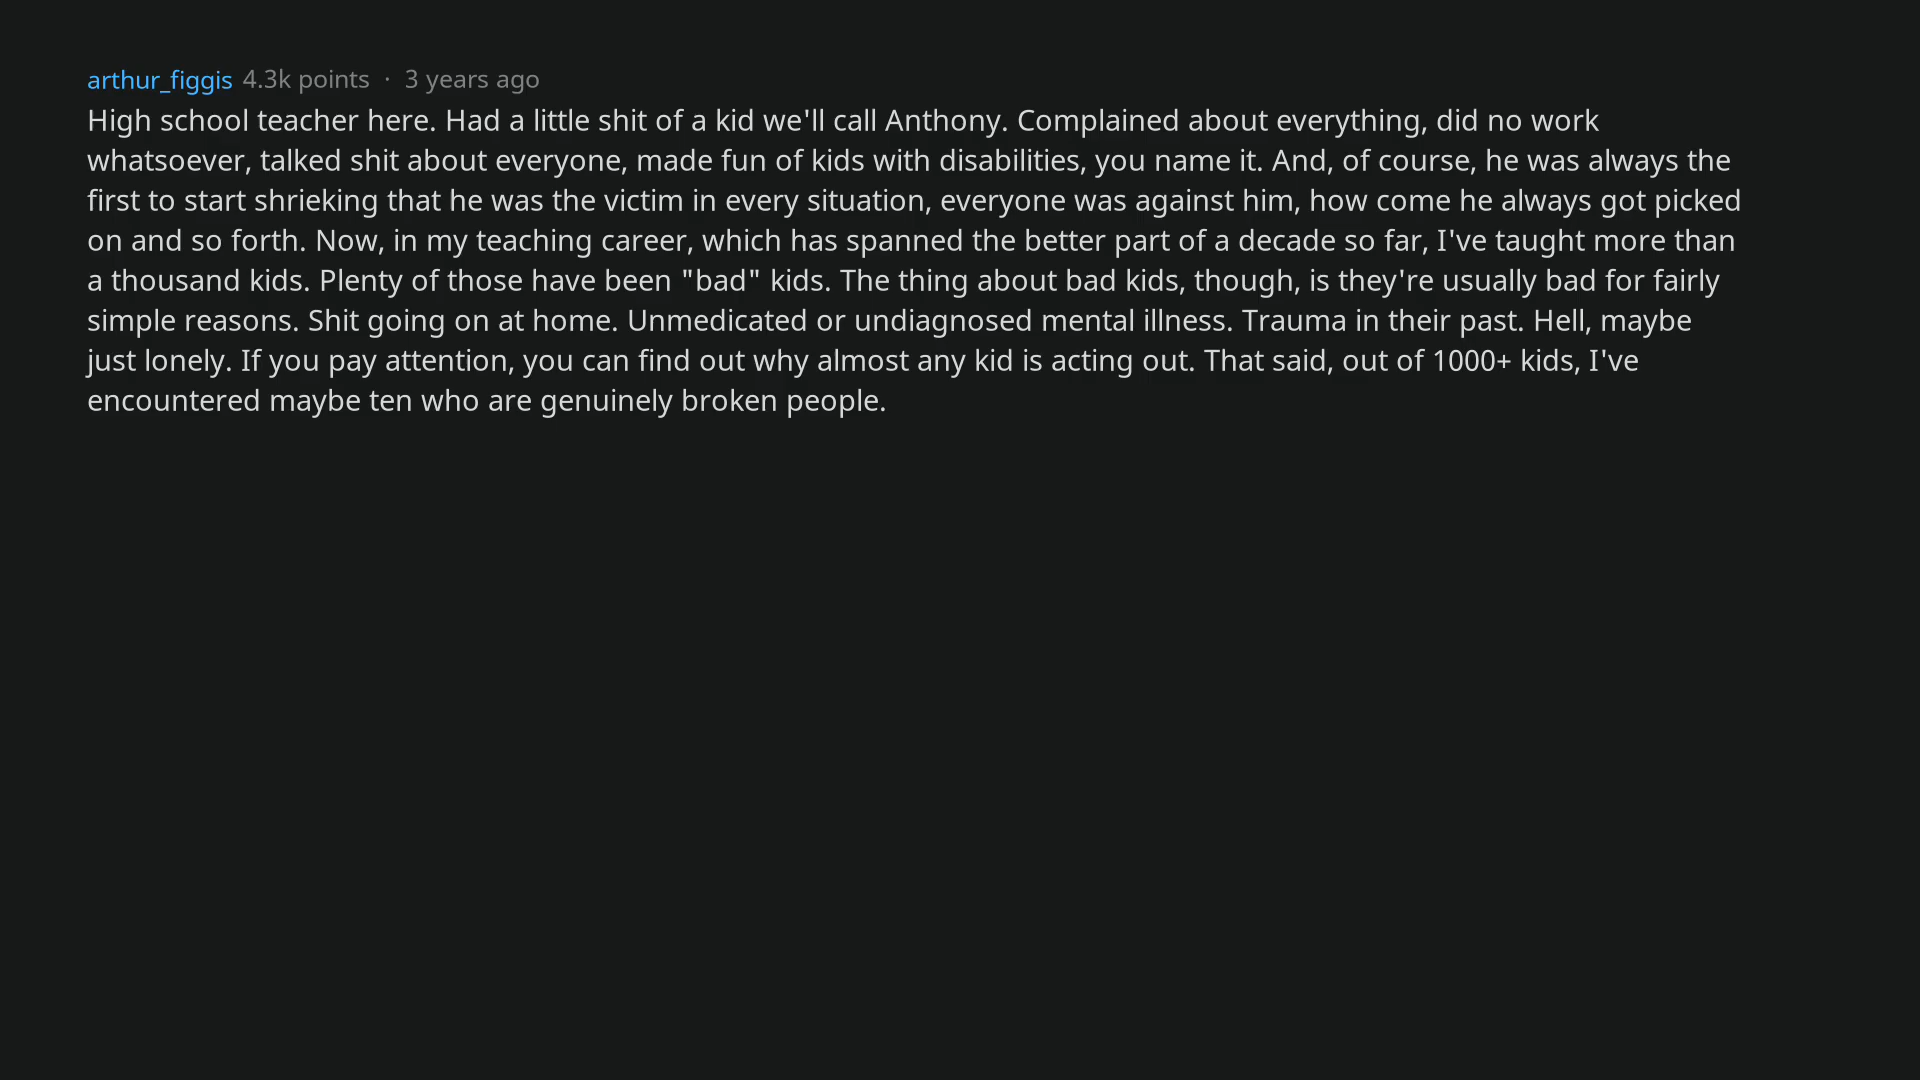 arthur_figgis 4.3k points · 3 years ago
High school teacher here. Had a little shit of a kid we'll call Anthony. Complained about everything, did no work
whatsoever, talked shit about everyone, made fun of kids with disabilities, you name it. And, of course, he was always the
first to start shrieking that he was the victim in every situation, everyone was against him, how come he always got picked
on and so forth. Now, in my teaching career, which has spanned the better part of a decade so far, I've taught more than
a thousand kids. Plenty of those have been "bad" kids. The thing about bad kids, though, is they're usually bad for fairly
simple reasons. Shit going on at home. Unmedicated or undiagnosed mental illness. Trauma in their past. Hell, maybe
just lonely. If you pay attention, you can find out why almost any kid is acting out. That said, out of 1000+ kids, I've
encountered maybe ten who are genuinely broken people.